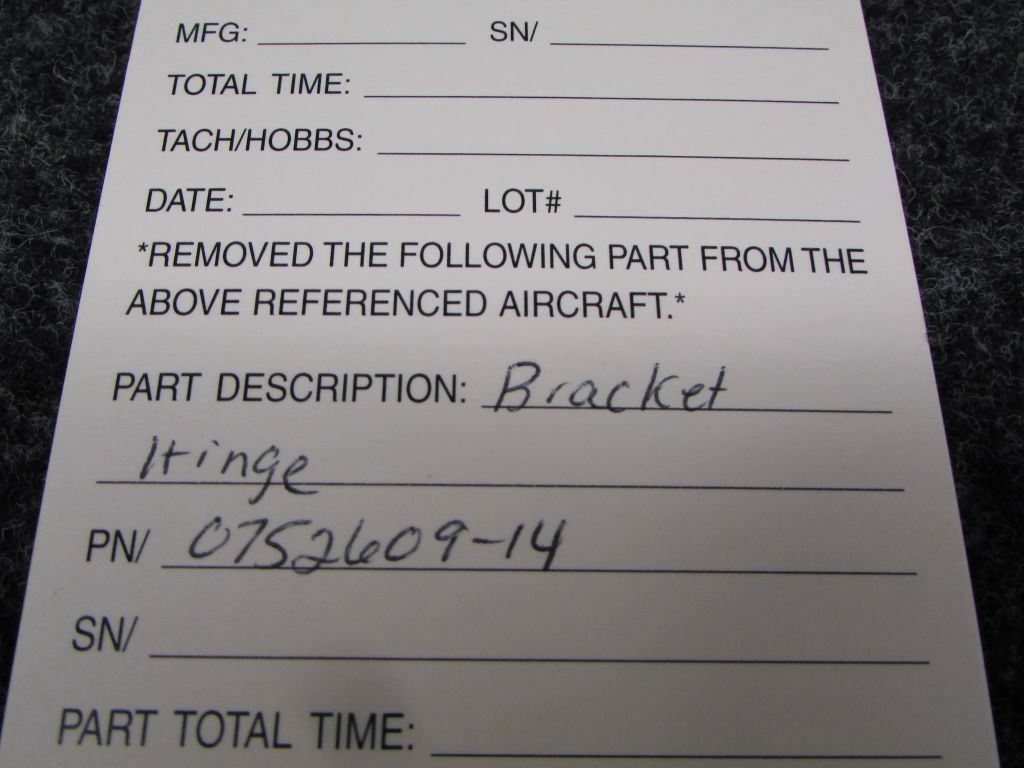 MFG: SN/
TOTAL TIME:
TACH/HOBBS:
DATE: LOT#
*REMOVED THE FOLLOWING PART FROM THE
ABOVE REFERENCED AIRCRAFT.*
PART DESCRIPTION: Bracket
Hinge
PN/ 0752609-14
SN/
PART TOTAL TIME: